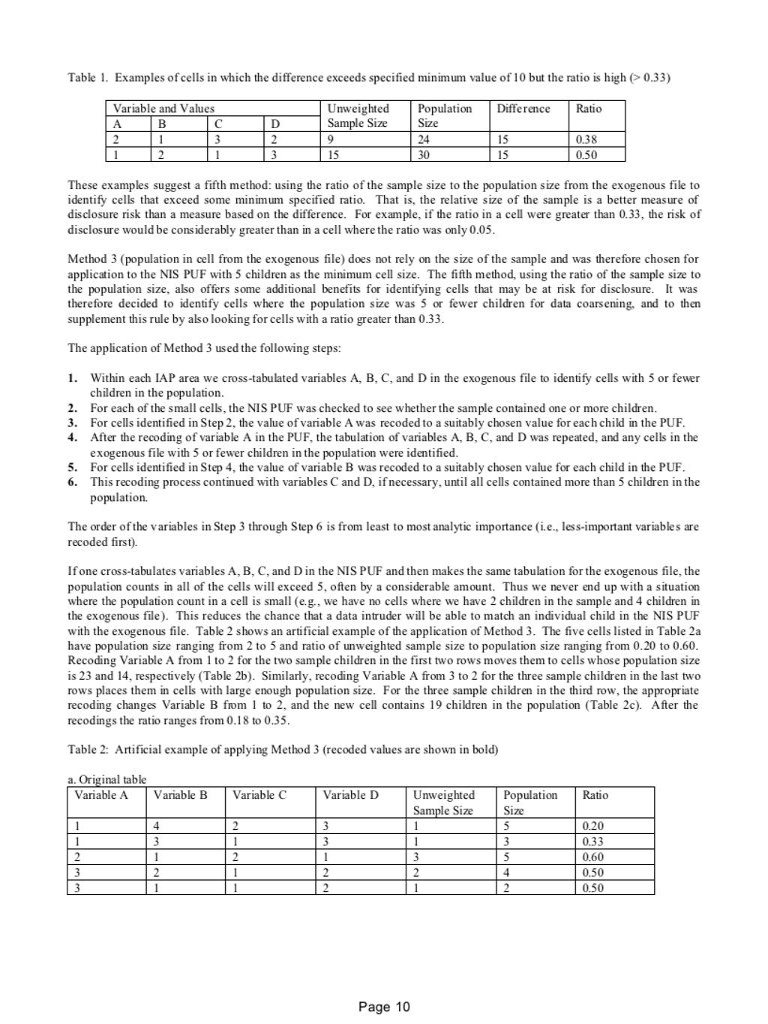 Table 1. Examples of cells in which the difference exceeds specified minimum value of 10 but the ratio is high (> 0.33)
Variable and Values Unweighted Population Difference Ratio
A B C D Sample Size Size
2 1 3 2 9 24 15 0.38
1 2 1 3 15 30 15 0.50
These examples suggest a fifth method: using the ratio of the sample size to the population size from the exogenous file to
identify cells that exceed some minimum specified ratio. That is, the relative size of the sample is a better measure of
disclosure risk than a measure based on the difference. For example, if the ratio in a cell were greater than 0.33, the risk of
disclosure would be considerably greater than in a cell where the ratio was only 0.05.
Method 3 (population in cell from the exogenous file) does not rely on the size of the sample and was therefore chosen for
application to the NIS PUF with 5 children as the minimum cell size. The fifth method, using the ratio of the sample size to
the population size, also offers some additional benefits for identifying cells that may be at risk for disclosure. It was
therefore decided to identify cells where the population size was 5 or fewer children for data coarsening, and to then
supplement this rule by also looking for cells with a ratio greater than 0.33.
The application of Method 3 used the following steps:
1. Within each IAP area we cross-tabulated variables A, B, C, and D in the exogenous file to identify cells with 5 or fewer
children in the population.
2. For each of the small cells, the NIS PUF was checked to see whether the sample contained one or more children.
3. For cells identified in Step 2, the value of variable A was recoded to a suitably chosen value for each child in the PUF.
4. After the recoding of variable A in the PUF, the tabulation of variables A, B, C, and D was repeated, and any cells in the
exogenous file with 5 or fewer children in the population were identified.
5. For cells identified in Step 4, the value of variable B was recoded to a suitably chosen value for each child in the PUF.
6. This recoding process continued with variables C and D, if necessary, until all cells contained more than 5 children in the
population.
The order of the variables in Step 3 through Step 6 is from least to most analytic importance (i.e., less-important variables are
recoded first).
If one cross-tabulates variables A, B, C, and D in the NIS PUF and then makes the same tabulation for the exogenous file, the
population counts in all of the cells will exceed 5, often by a considerable amount. Thus we never end up with a situation
where the population count in a cell is small (e.g., we have no cells where we have 2 children in the sample and 4 children in
the exogenous file). This reduces the chance that a data intruder will be able to match an individual child in the NIS PUF
with the exogenous file. Table 2 shows an artificial example of the application of Method 3. The five cells listed in Table 2a
have population size ranging from 2 to 5 and ratio of unweighted sample size to population size ranging from 0.20 to 0.60.
Recoding Variable A from 1 to 2 for the two sample children in the first two rows moves them to cells whose population size
is 23 and 14, respectively (Table 2b). Similarly, recoding Variable A from 3 to 2 for the three sample children in the last two
rows places them in cells with large enough population size. For the three sample children in the third row, the appropriate
recoding changes Variable B from 1 to 2, and the new cell contains 19 children in the population (Table 2c). After the
recodings the ratio ranges from 0.18 to 0.35.
Table 2: Artificial example of applying Method 3 (recoded values are shown in bold)
a. Original table
Variable A Variable B Variable C Variable D Unweighted Population Ratio
Sample Size Size
1 4 2 3 1 5 0.20
1 3 1 3 1 3 0.33
2 1 2 1 3 5 0.60
3 2 1 2 2 4 0.50
3 1 1 2 1 2 0.50
Page 10